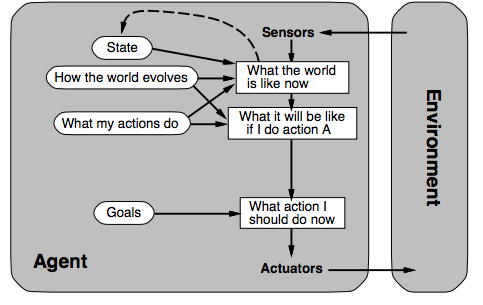 Sensors
State
How the world evolves
What my actions do
What the world
is like now
What it will be like
if I do action A
Goals
What action I
should do now
Agent
Actuators
Environment